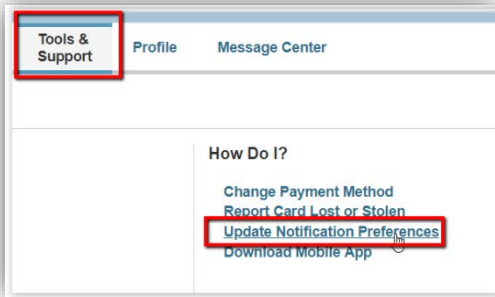 Tools &
Support
Profile
Message Center
How Do I?
Change Payment Method
Report Card Lost or Stolen
Update Notification Preferences
Download Mobile App